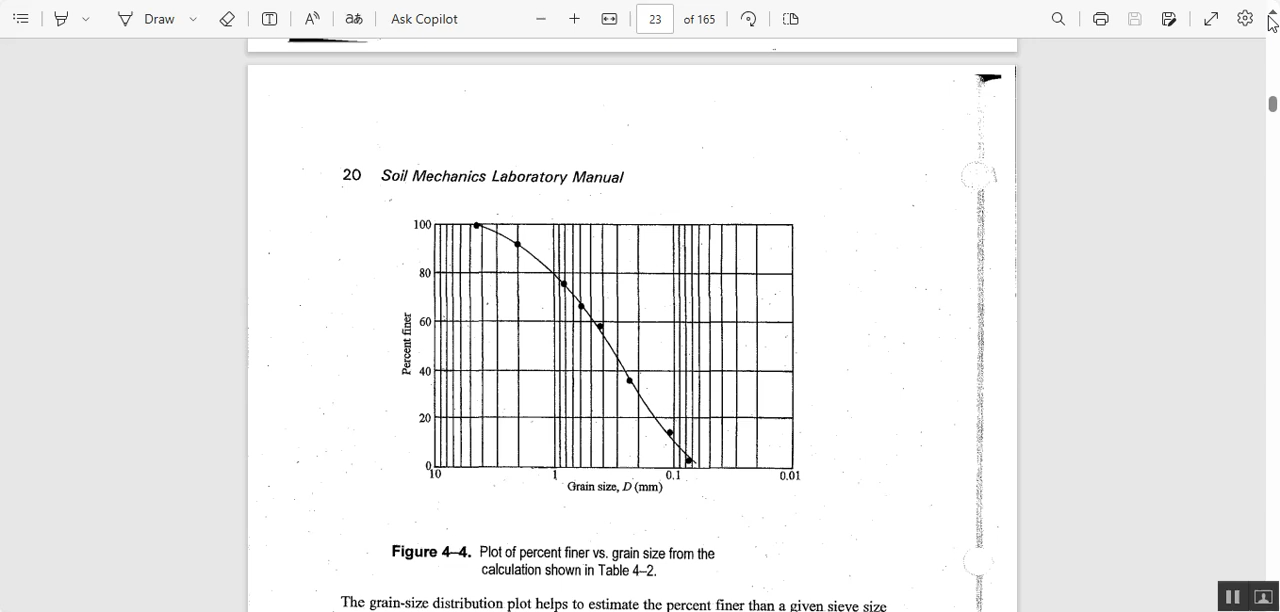 Draw
Ask Copilot
23 of 165
20 Soil Mechanics Laboratory Manual
100
80
60
40
20
0
Percent finer
10 1 0.1 0.01
Grain size, D (mm)
Figure 4–4. Plot of percent finer vs. grain size from the
calculation shown in Table 4–2.
The grain-size distribution plot helps to estimate the percent finer than a given sieve size